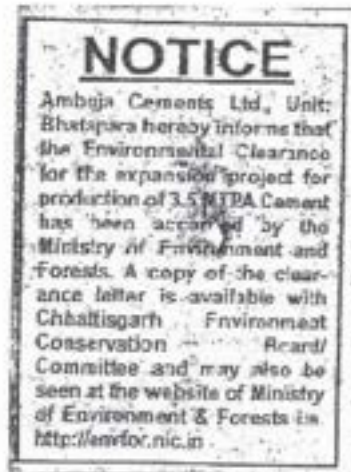 NOTICE
Ambuja Cements Ltd., Unit:
Bhatapara hereby informs that
the Environmental Clearance
for the expansion project for
production of 3.5 MTPA Cement
has been accorded by the
Ministry of Environment and
Forests. A copy of the clear-
ance letter is available with
Chhattisgarh Environment
Conservation Board/
Committee and may also be
seen at the website of Ministry
of Environment & Forests i.e.
http://envfor.nic.in